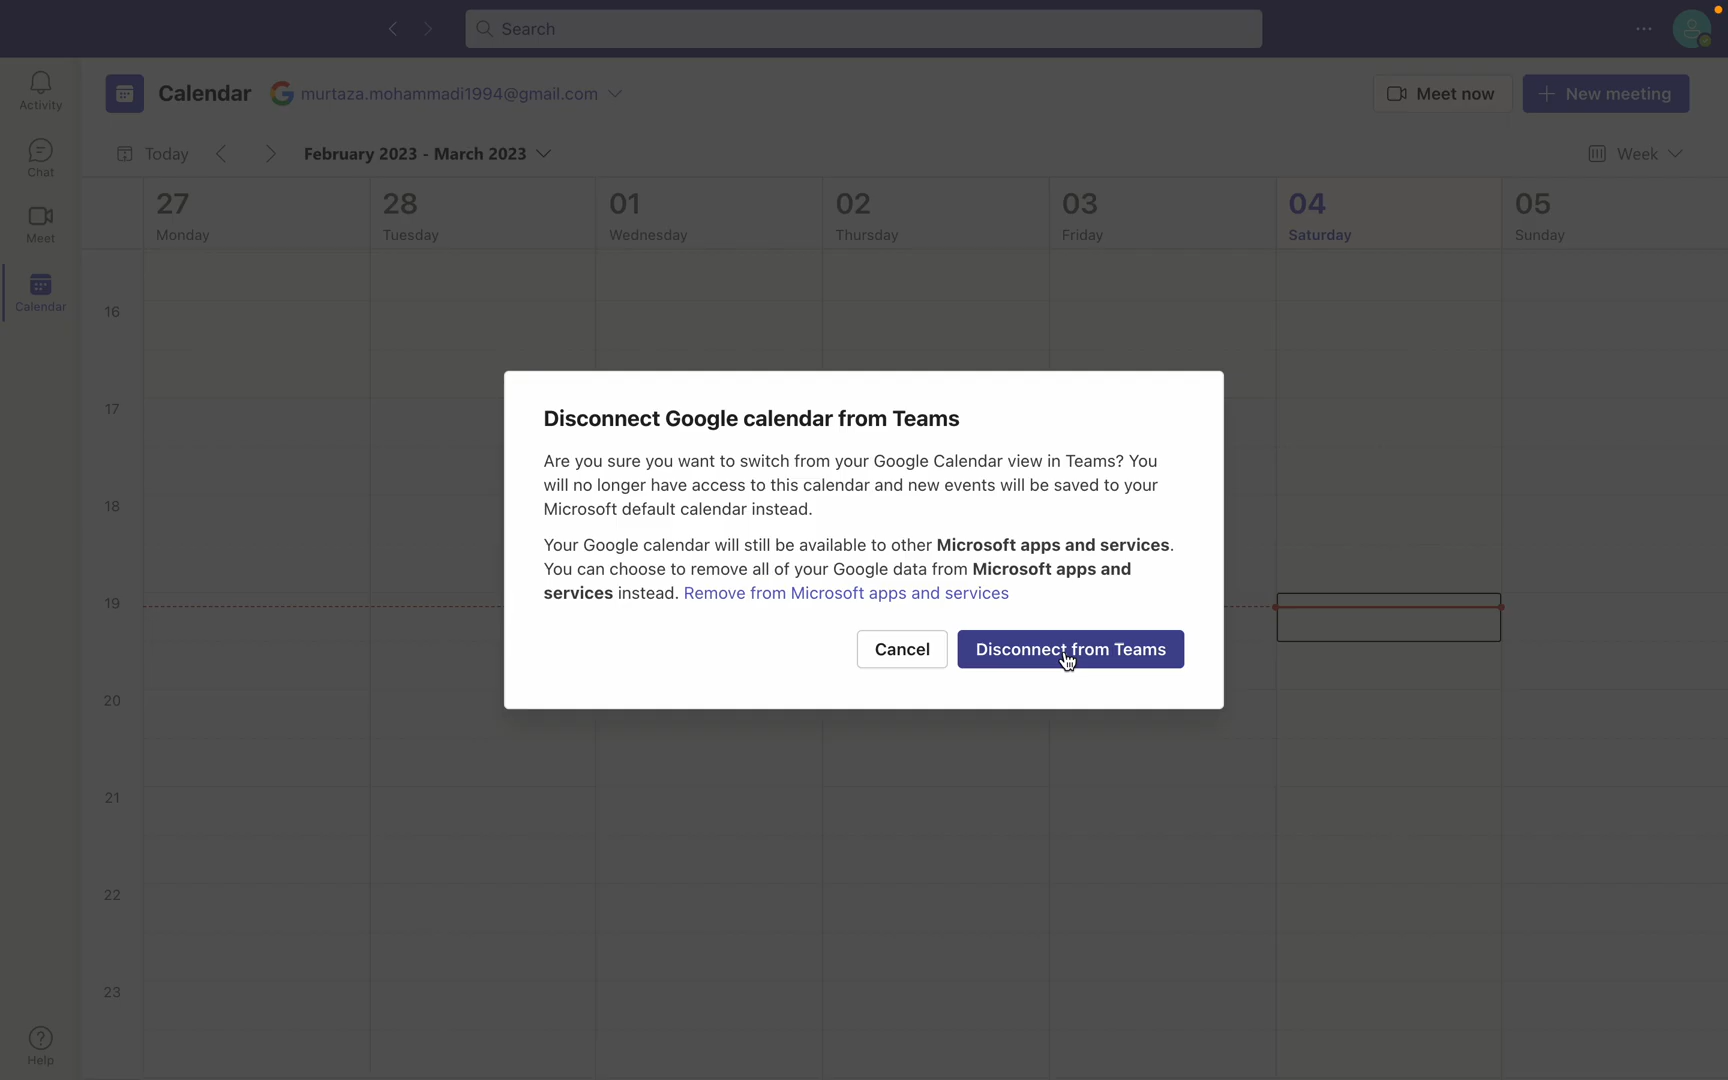 Search
Activity
Chat
Meet
Calendar
Help
Calendar murtaza.mohammadi1994@gmail.com
Meet now
New meeting
Today
February 2023 - March 2023
Week
27 28 01 02 03 04 05
Monday Tuesday Wednesday Thursday Friday Saturday Sunday
16
17
18
19
20
21
22
23
Disconnect Google calendar from Teams
Are you sure you want to switch from your Google Calendar view in Teams? You
will no longer have access to this calendar and new events will be saved to your
Microsoft default calendar instead.
Your Google calendar will still be available to other Microsoft apps and services.
You can choose to remove all of your Google data from Microsoft apps and
services instead. Remove from Microsoft apps and services
Cancel
Disconnect from Teams